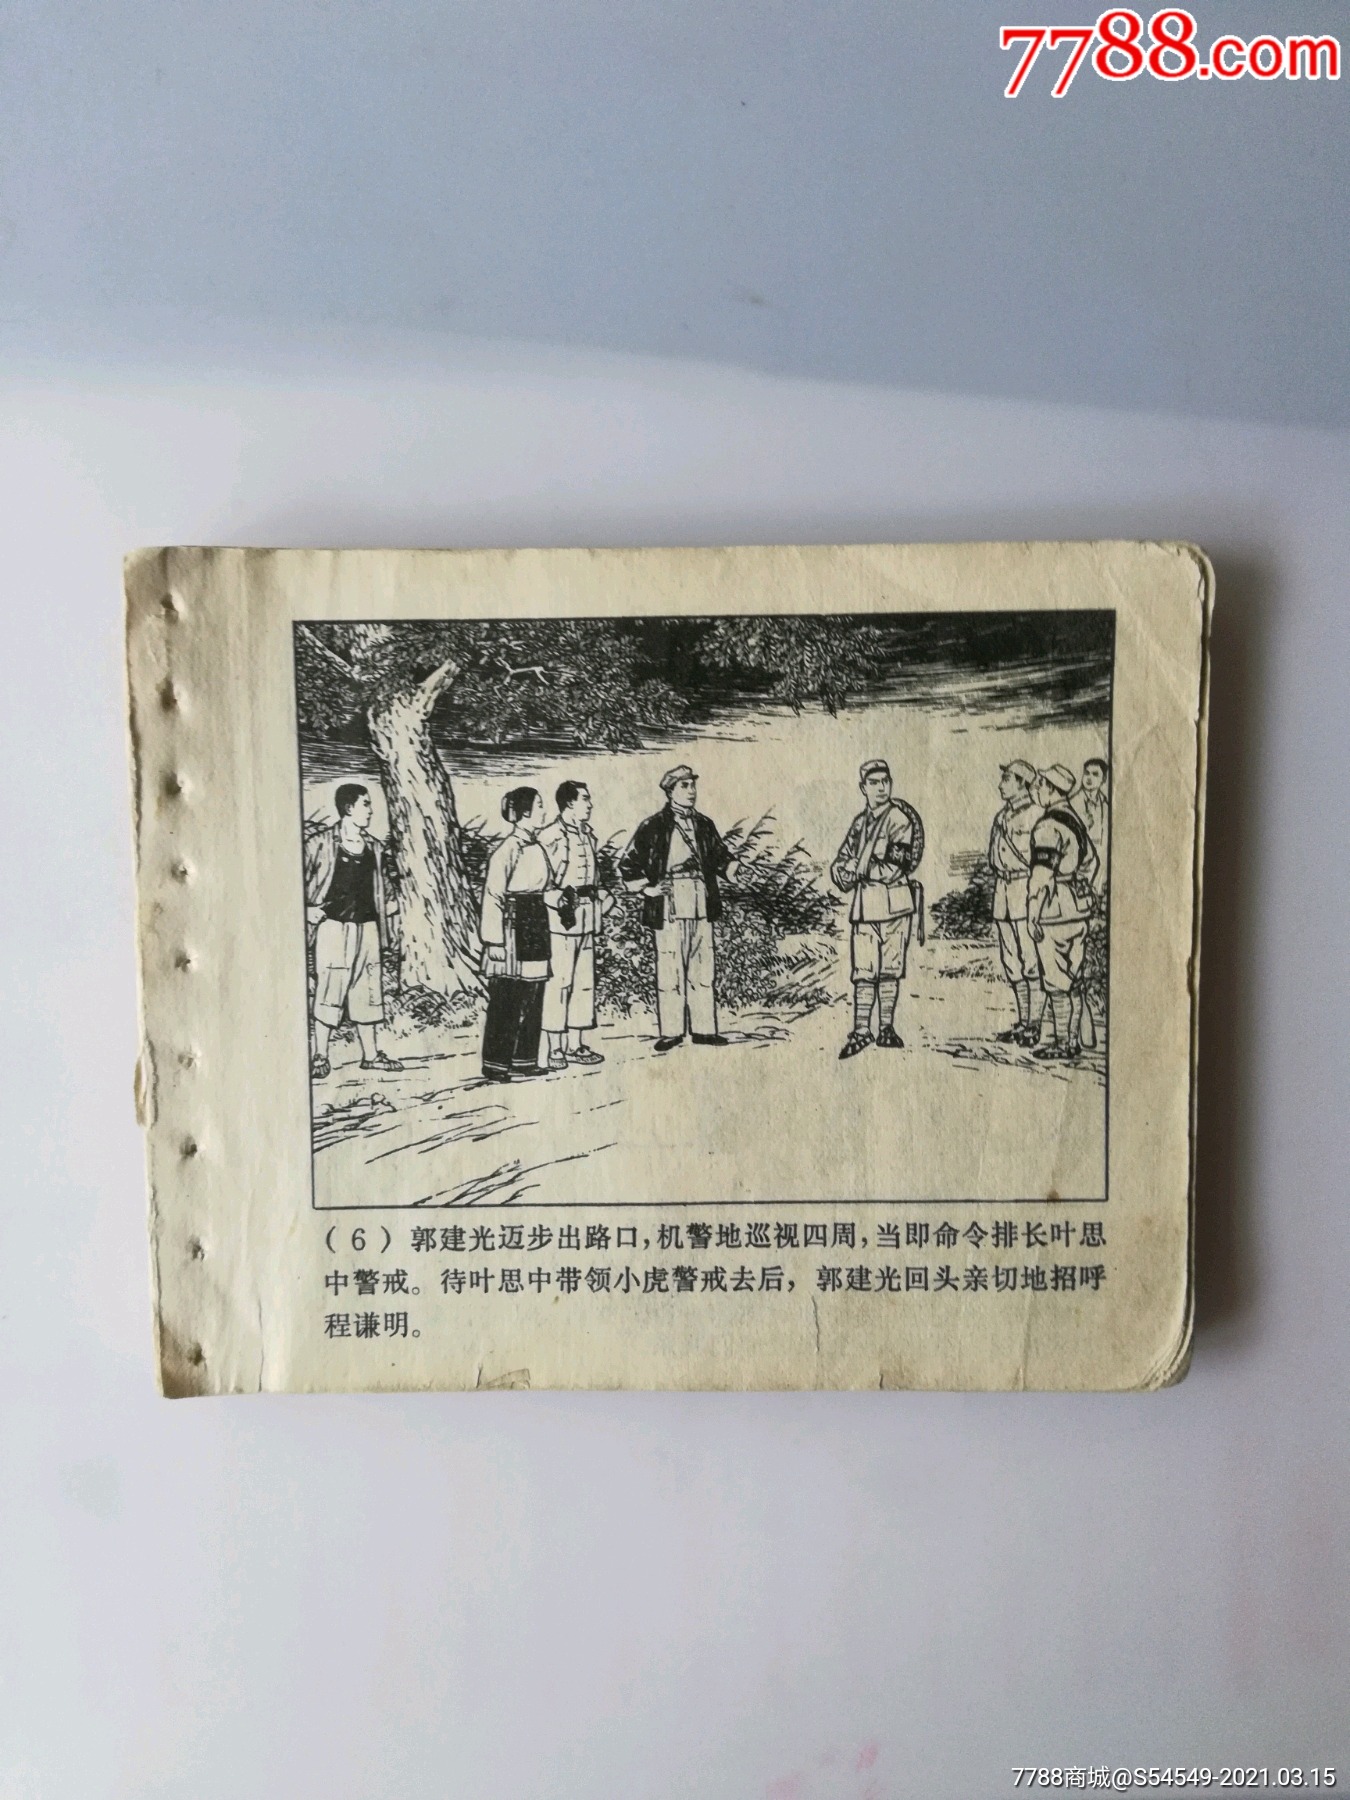 7788.com
（6）郭建光迈步出路口，机警地巡视四周，当即命令排长叶思
中警戒。待叶思中带领小虎警戒去后，郭建光回头亲切地招呼
程谦明。
7788商城@S54549-2021.03.15